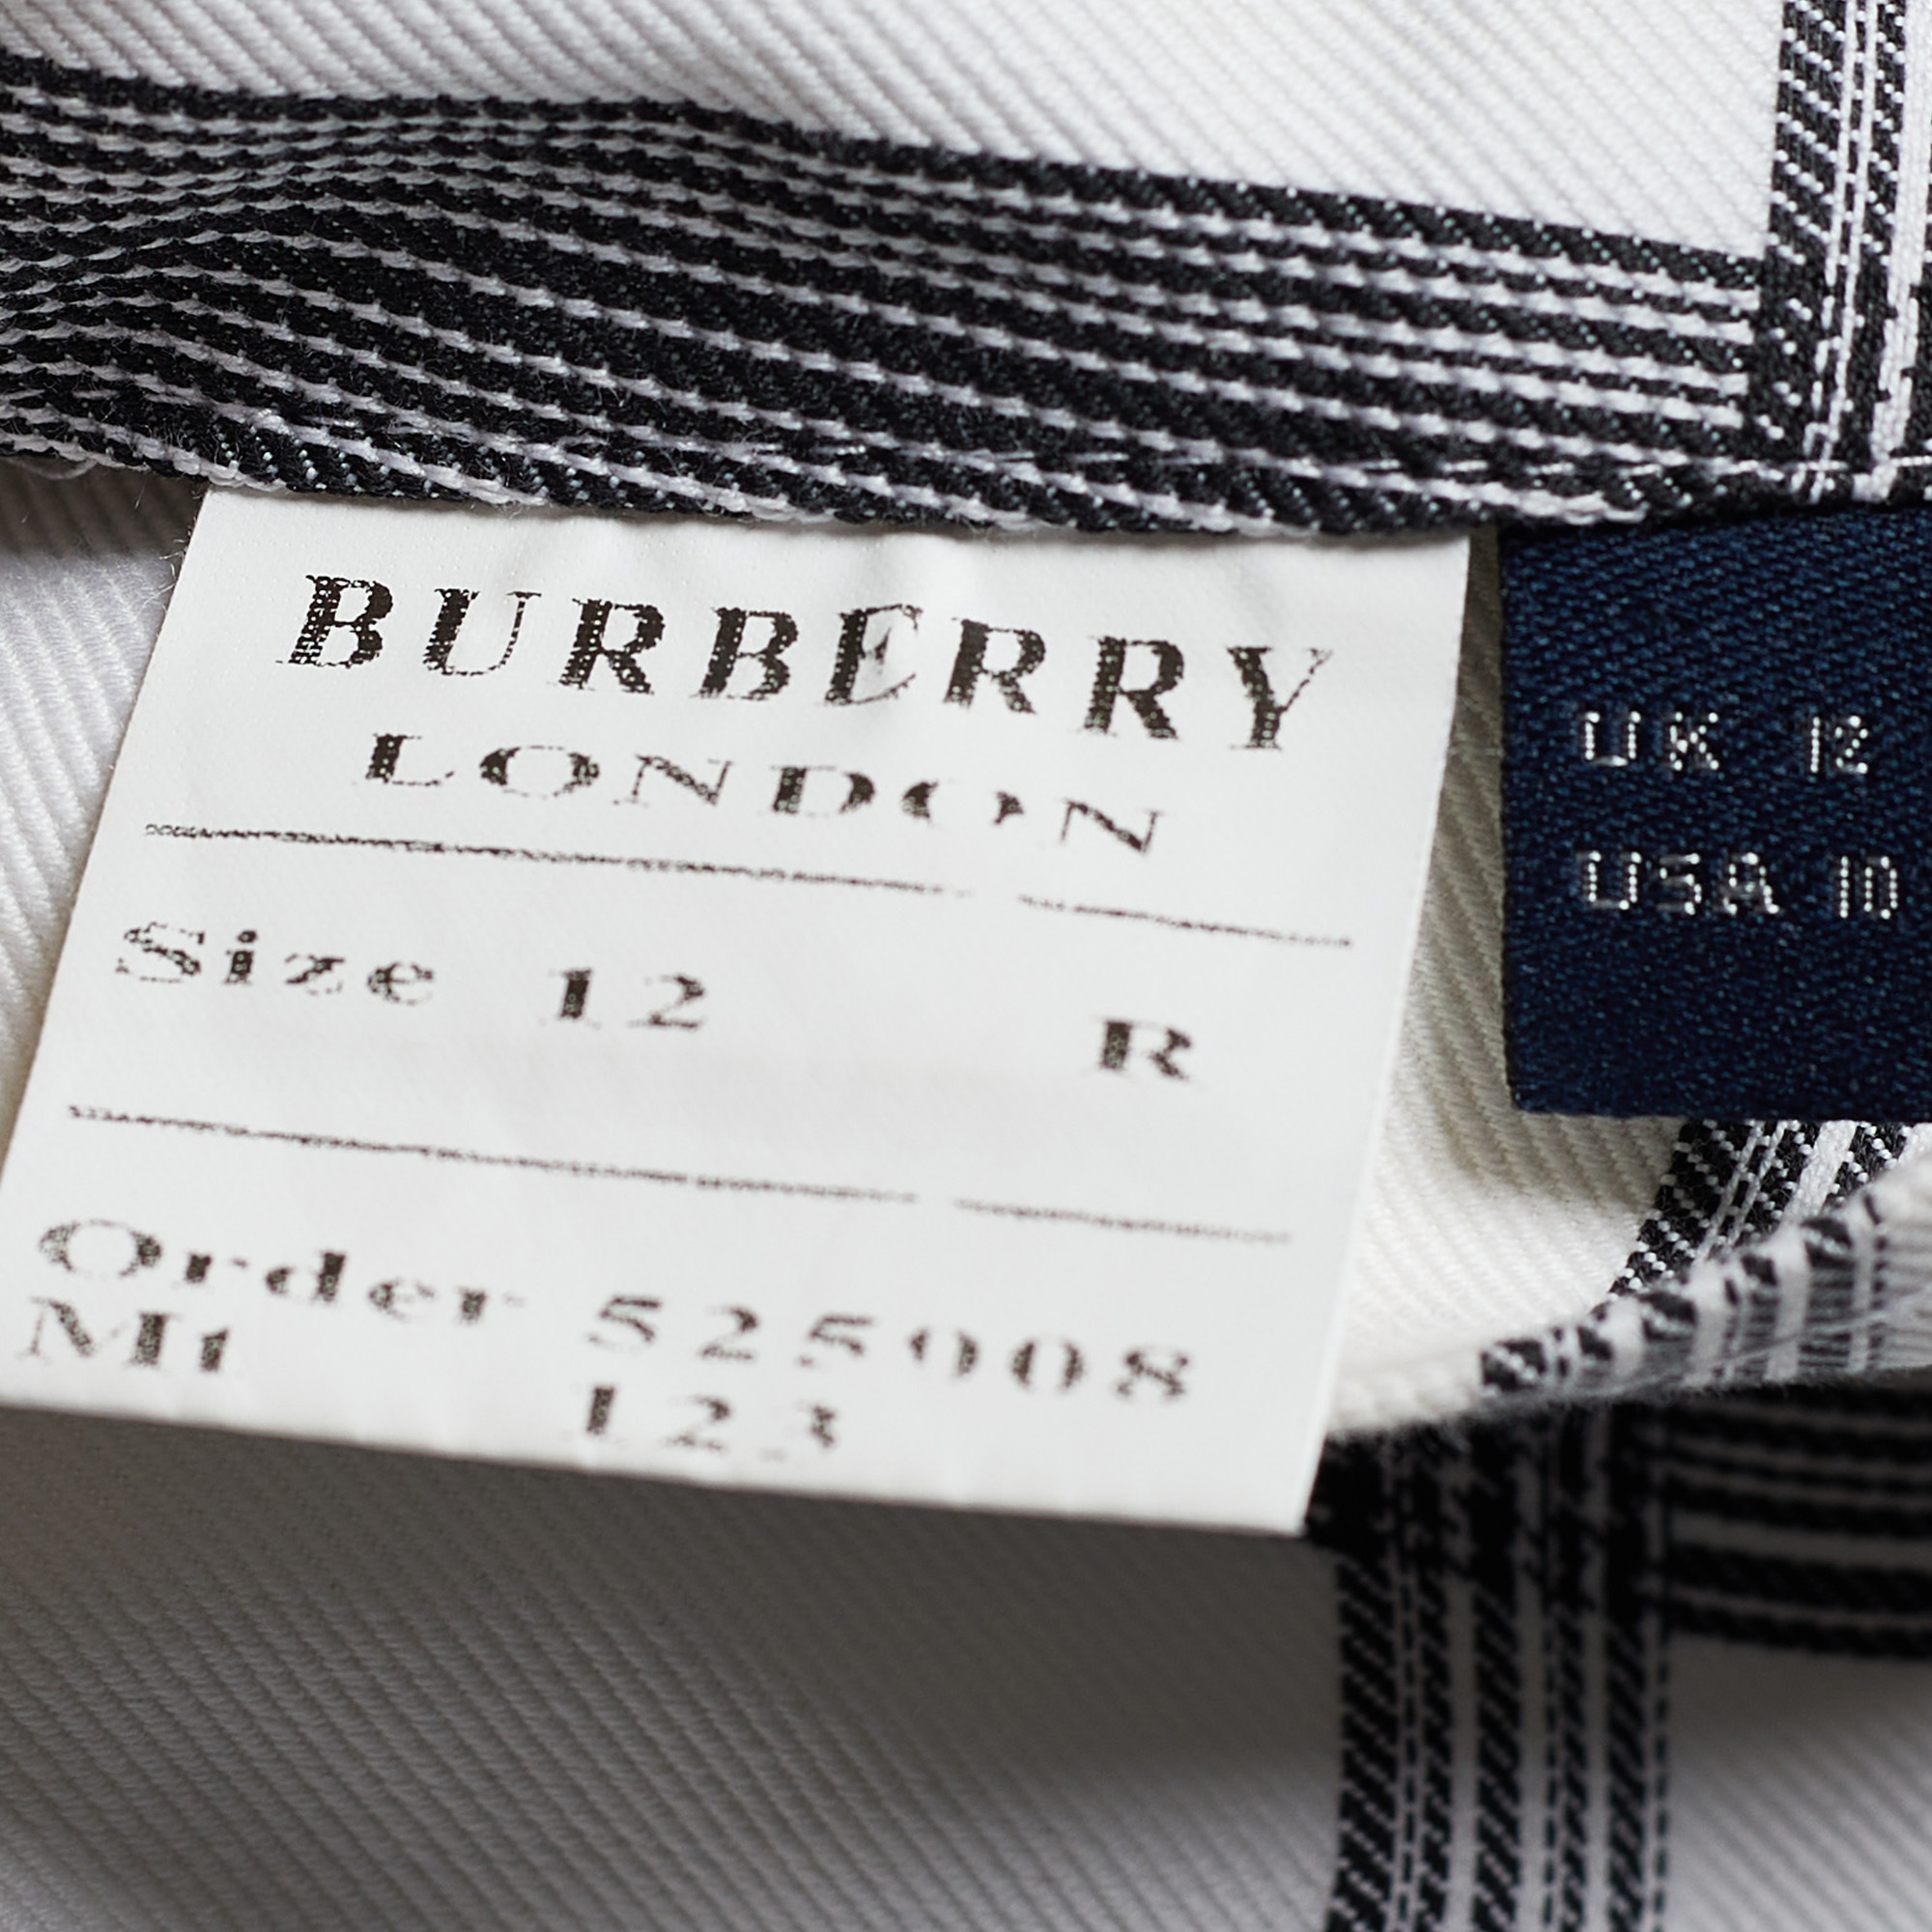 BURBERRY
LONDON
Size 12 R
Order 525008
Mt 123
UK 12
USA 10